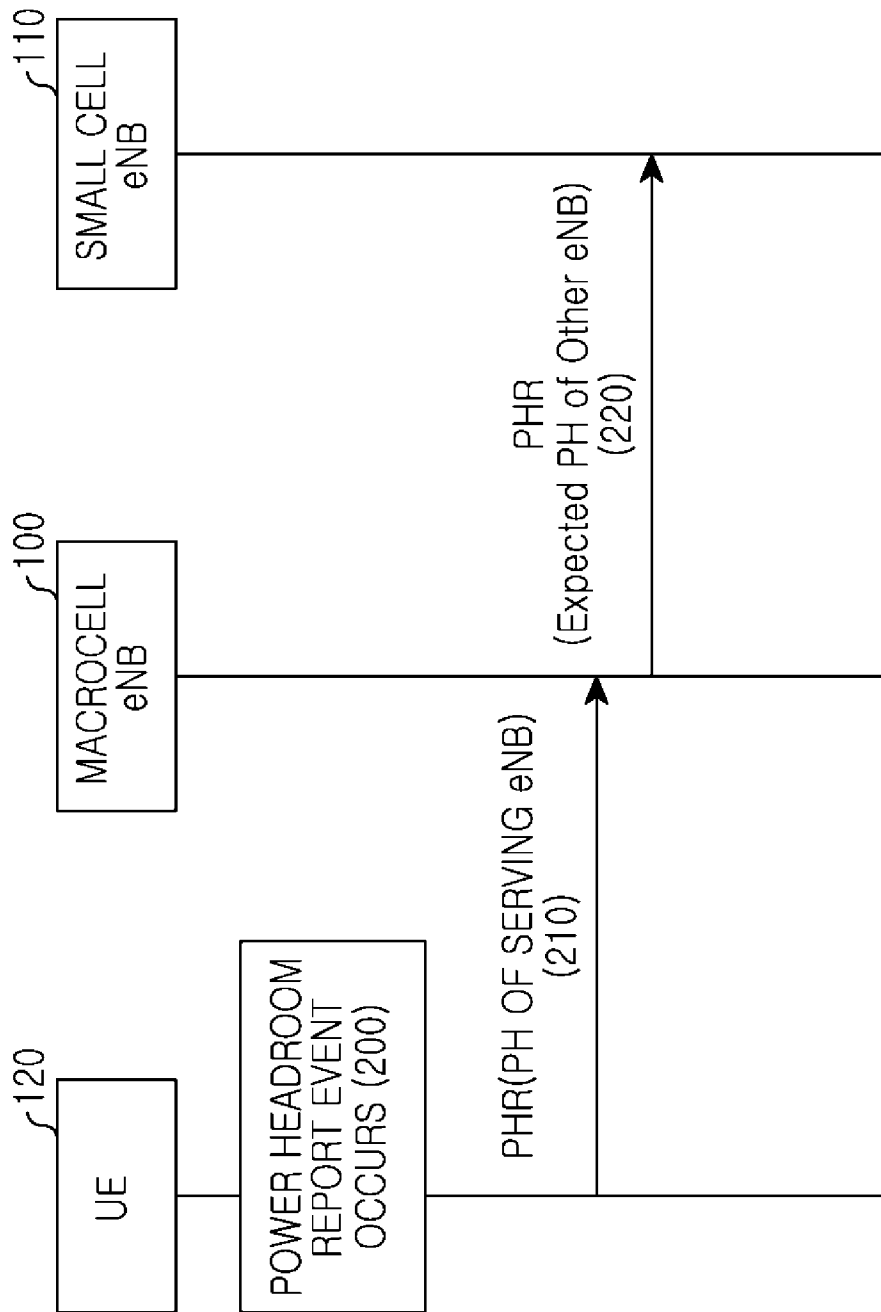 120
UE
100
MACROCELL
eNB
110
SMALL CELL
eNB
POWER HEADROOM
REPORT EVENT
OCCURS (200)
PHR(PH OF SERVING eNB)
(210)
PHR
(Expected PH of Other eNB)
(220)